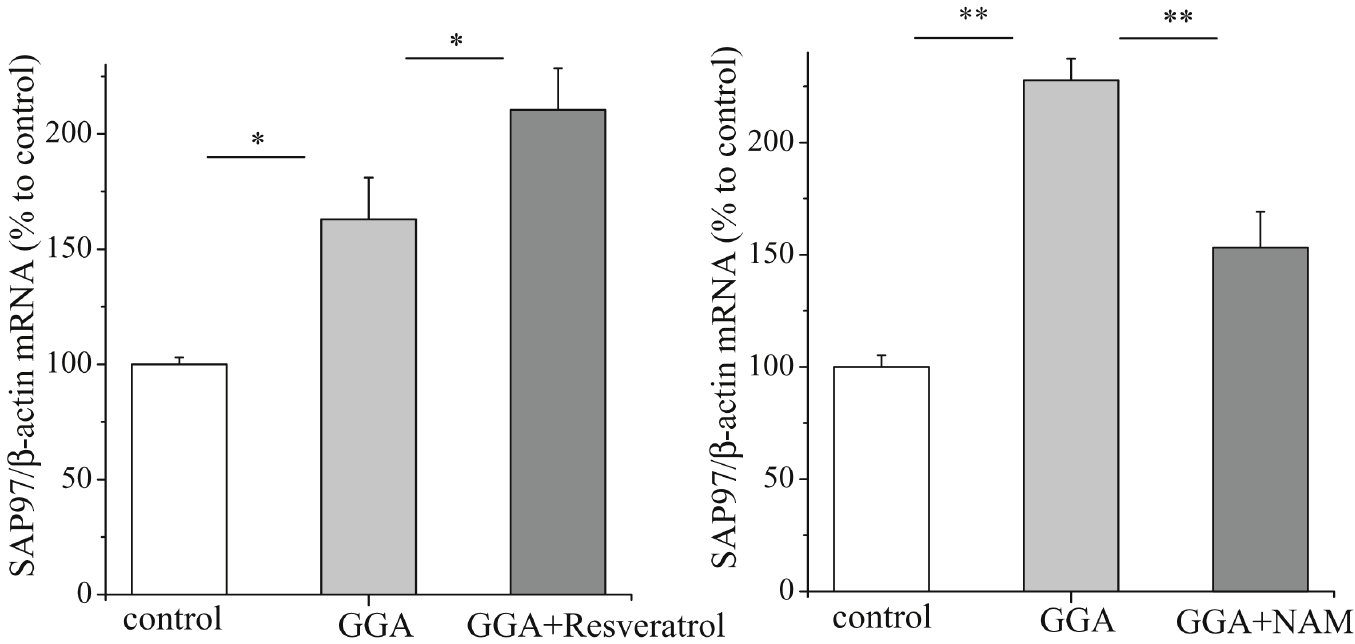 SAP97/β-actin mRNA (% to control)
200
150
100
50
0
*
*
control
GGA
GGA+Resveratrol
SAP97/β-actin mRNA (% to control)
200
150
100
50
0
**
**
control
GGA
GGA+NAM